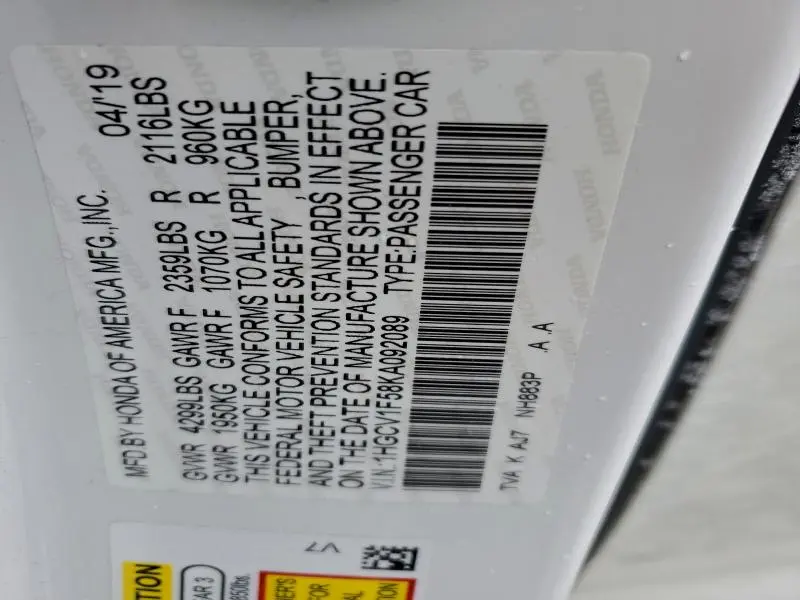 MFD.BY HONDA OF AMERICA MFG.,INC. 04/'19
GVWR 4299LBS GAWR F 2359LBS R 2116LBS
GVWR 1950KG GAWR F 1070KG R 960KG
THIS VEHICLE CONFORMS TO ALL APPLICABLE
FEDERAL MOTOR VEHICLE SAFETY , BUMPER,
AND THEFT PREVENTION STANDARDS IN EFFECT
ON THE DATE OF MANUFACTURE SHOWN ABOVE.
V.I.N.:1HGCV1F58KA092089 TYPE:PASSENGER CAR
TVA K AJ7 NH883P .A .A
HONDA